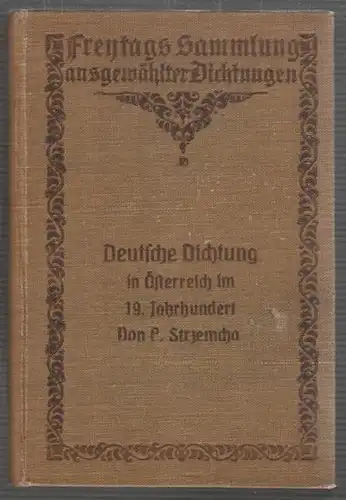 Freytags Sammlung
ausgewählter Dichtungen
Deutsche Dichtung
in Österreich im
19. Jahrhundert
Von P. Strzemcha